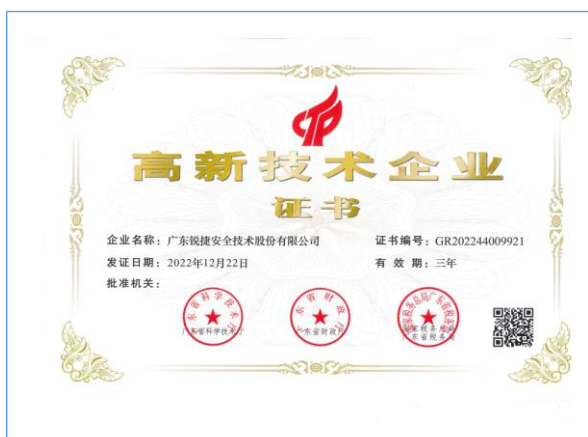 高新技术企业
证书
企业名称：广东锐捷安全技术股份有限公司
证书编号：GR202244009921
发证日期：2022年12月22日
有 效 期：三年
批准机关：
广东省科学技术厅
广东省财政厅
国家税务总局广东省税务局